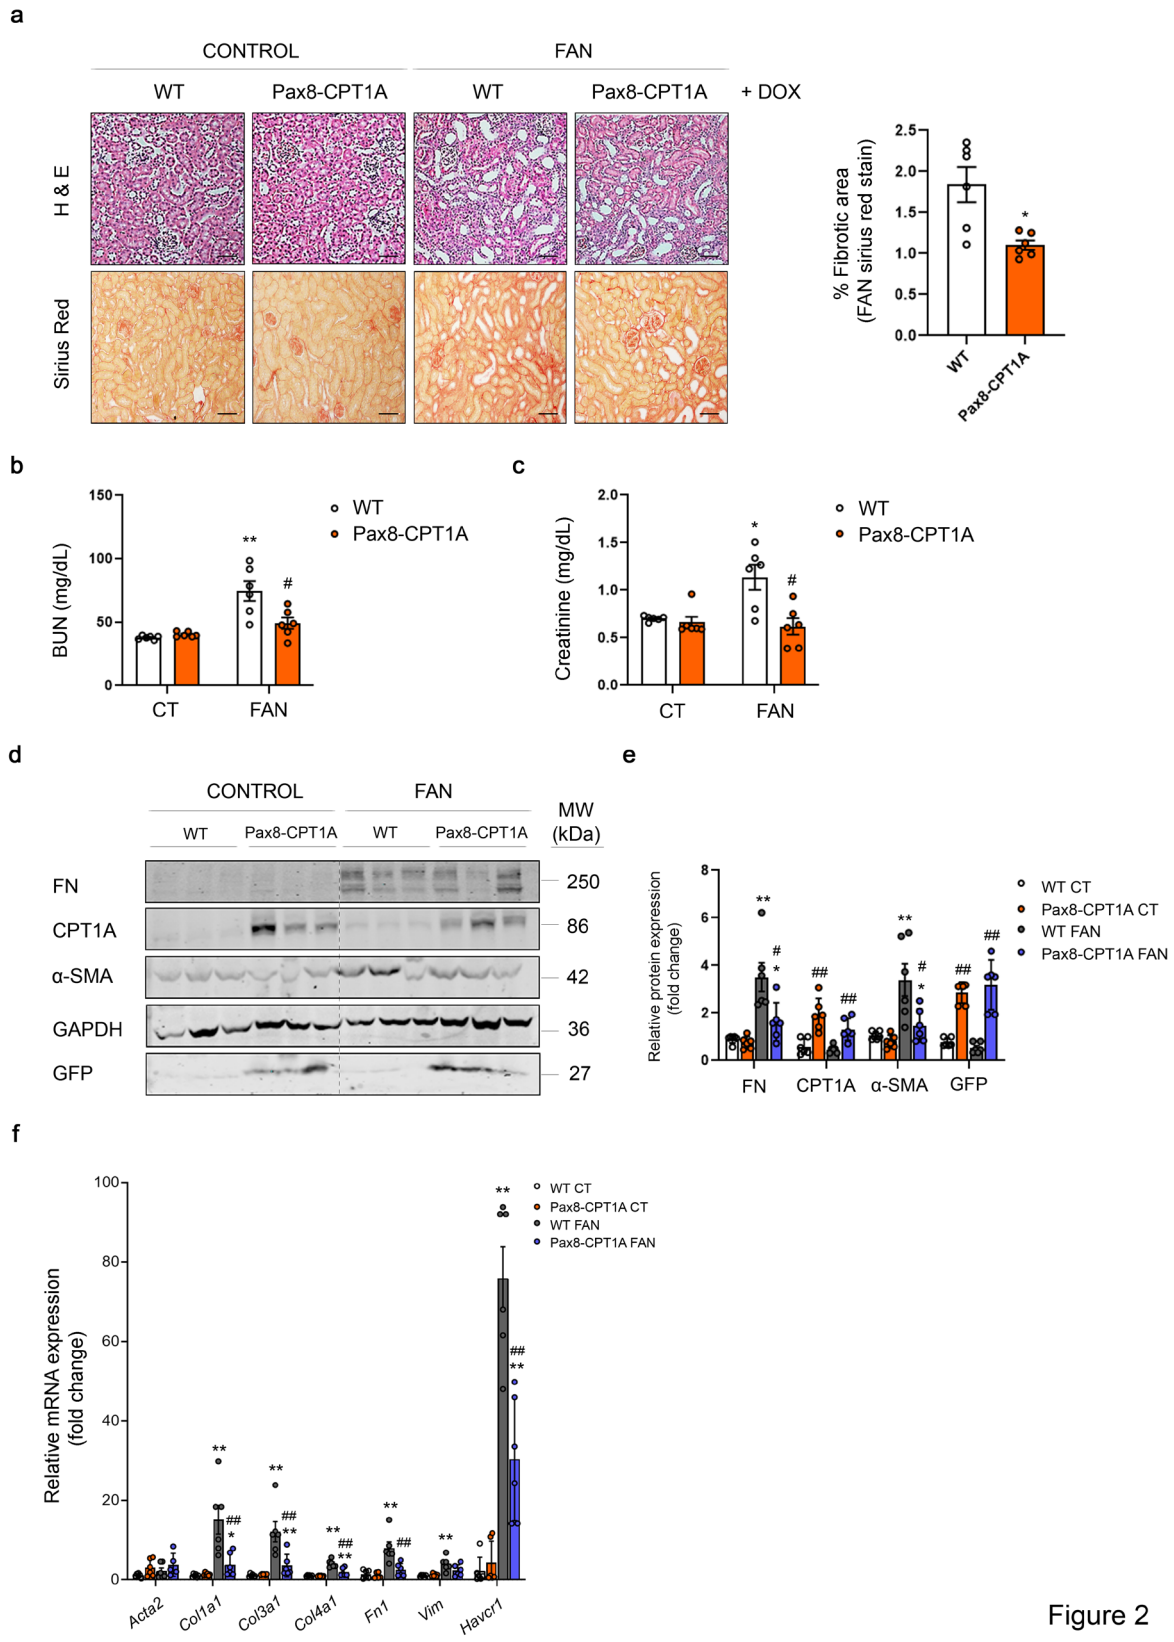 a
CONTROL FAN
WT Pax8-CPT1A WT Pax8-CPT1A + DOX
H & E
Sirius Red
% Fibrotic area
(FAN sirius red stain)
2.5
2.0
1.5
1.0
0.5
0.0
*
WT
Pax8-CPT1A
b
BUN (mg/dL)
150
100
50
0
**
#
CT FAN
WT
Pax8-CPT1A
c
Creatinine (mg/dL)
2.0
1.5
1.0
0.5
0.0
*
#
CT FAN
WT
Pax8-CPT1A
d
CONTROL FAN
MW
(kDa)
WT Pax8-CPT1A WT Pax8-CPT1A
FN 250
CPT1A 86
α-SMA 42
GAPDH 36
GFP 27
e
Relative protein expression
(fold change)
8
6
4
2
0
**
#
*
##
##
**
#
*
##
##
FN CPT1A α-SMA GFP
WT CT
Pax8-CPT1A CT
WT FAN
Pax8-CPT1A FAN
f
Relative mRNA expression
(fold change)
100
80
60
40
20
0
**
##
*
**
##
**
**
##
**
**
##
**
**
##
**
Acta2 Col1a1 Col3a1 Col4a1 Fn1 Vim Havcr1
WT CT
Pax8-CPT1A CT
WT FAN
Pax8-CPT1A FAN
Figure 2